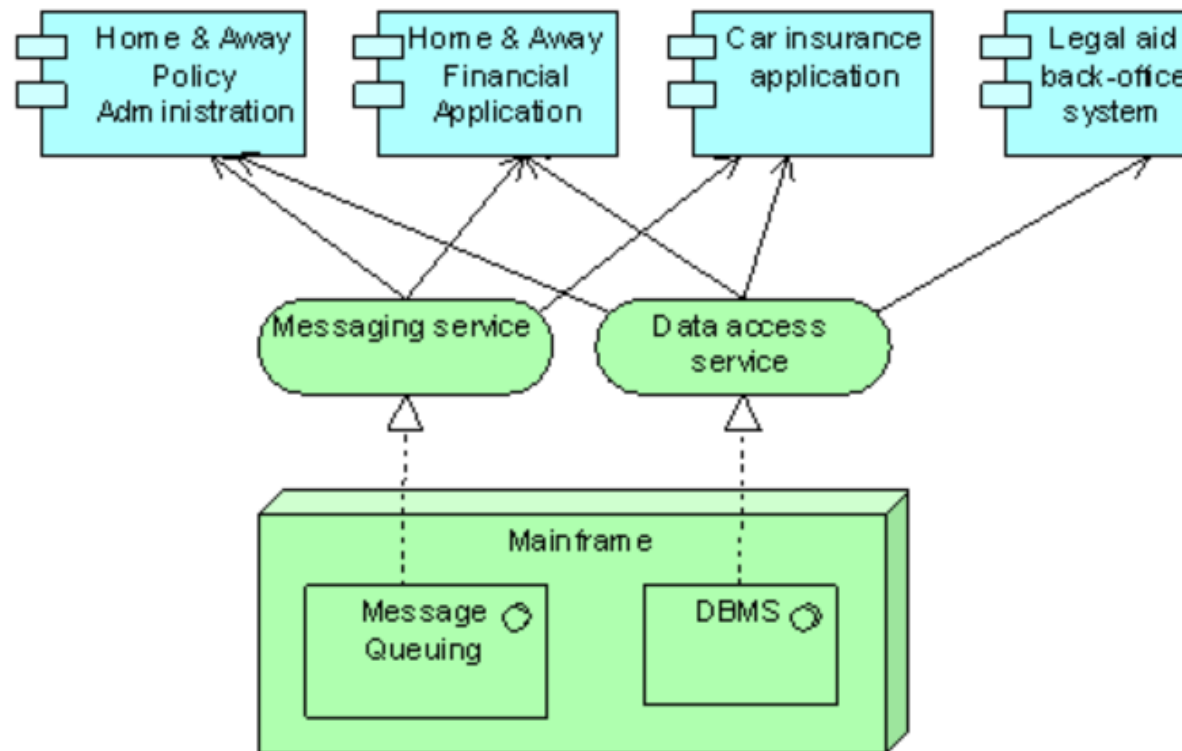 Home & Away
Policy
Administration
Home & Away
Financial
Application
Car insurance
application
Legal aid
back-office
system
Messaging service
Data access
service
Mainframe
Message
Queuing
DBMS